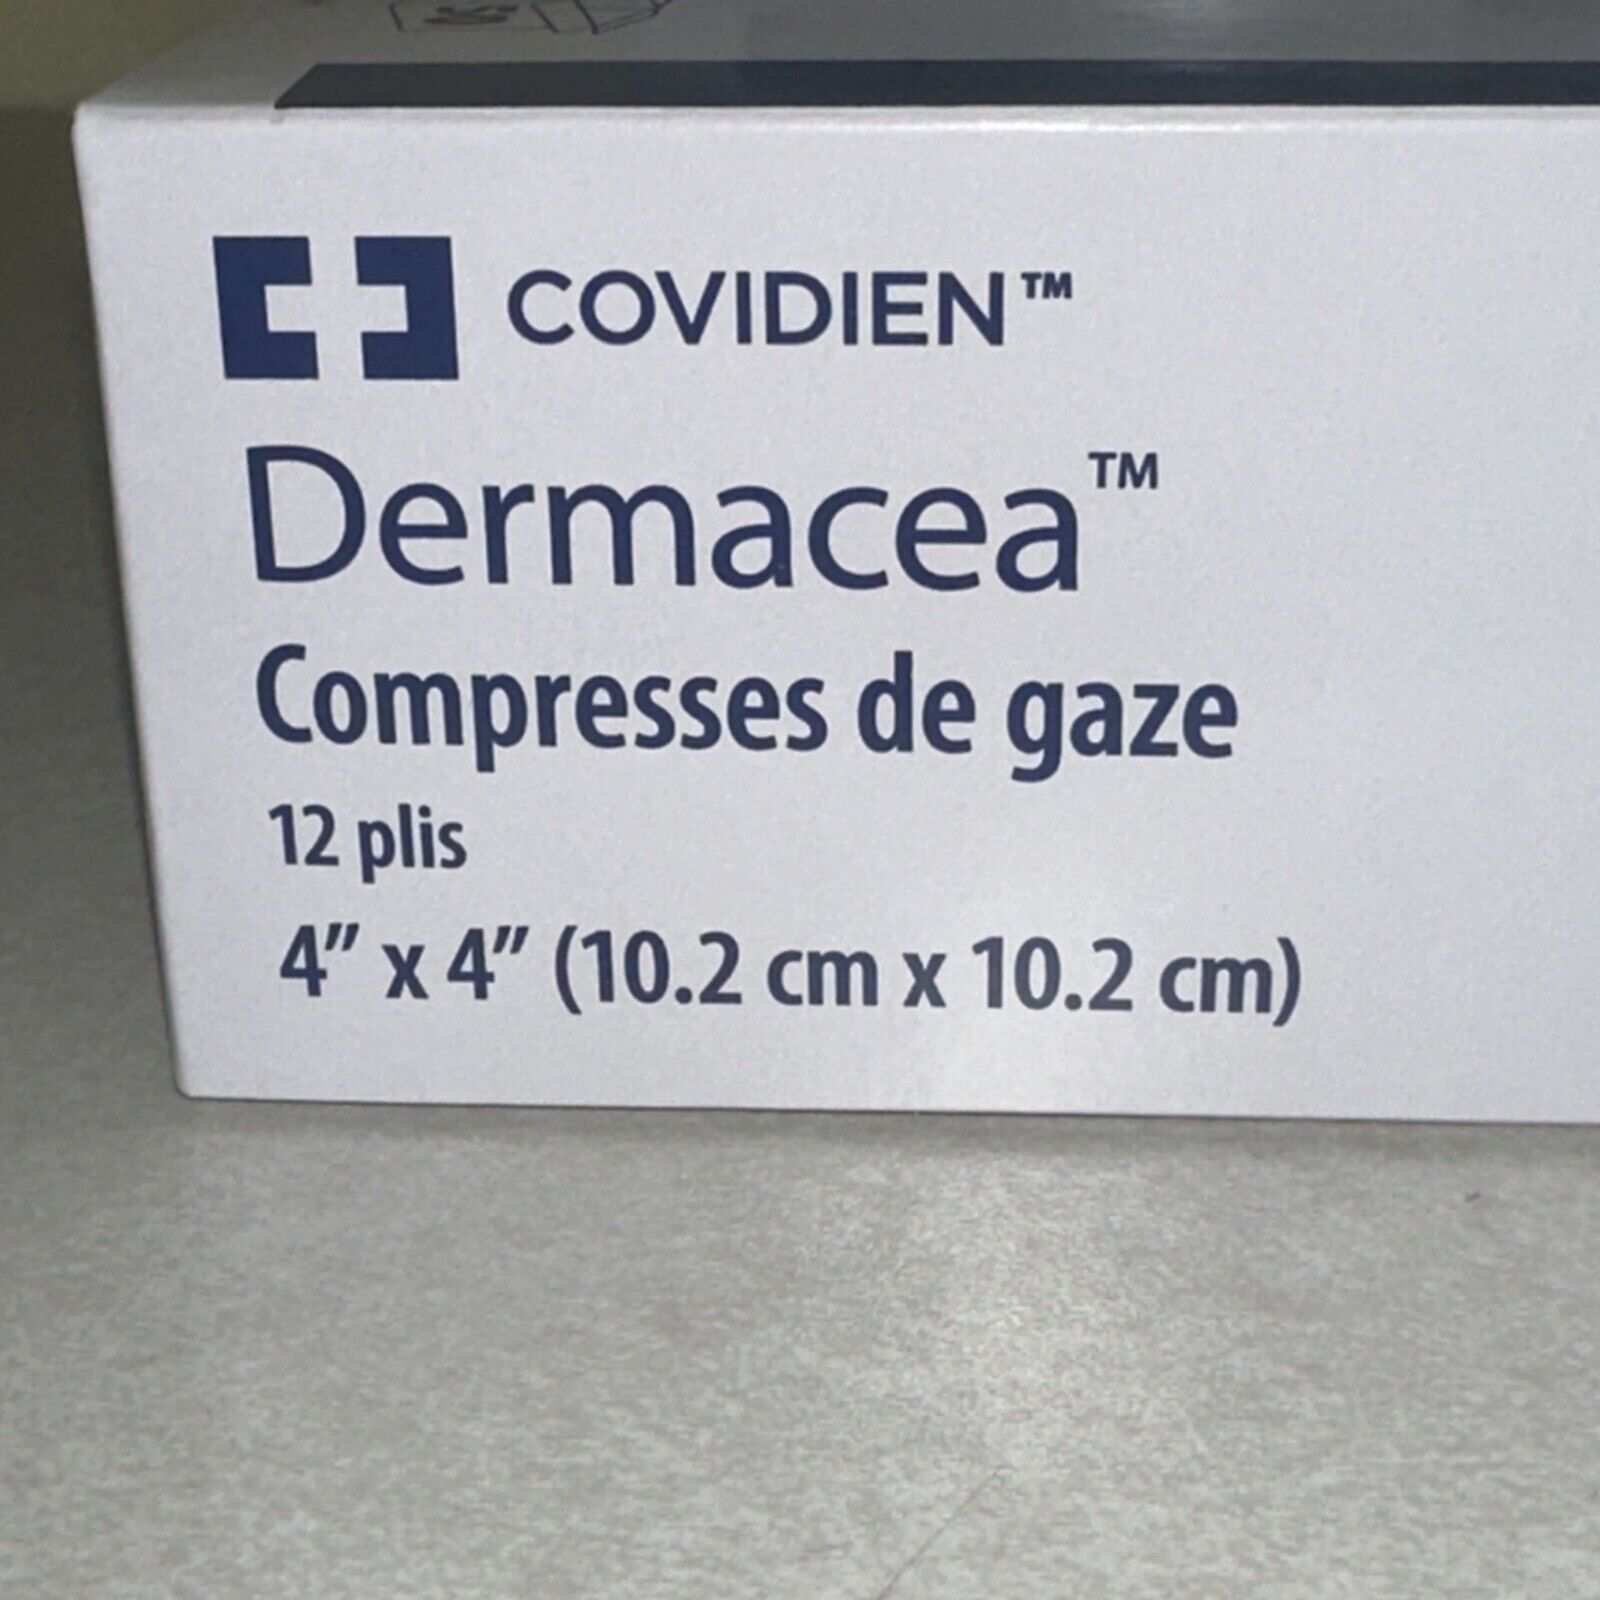 COVIDIEN™
Dermacea™
Compresses de gaze
12 plis
4" x 4" (10.2 cm x 10.2 cm)